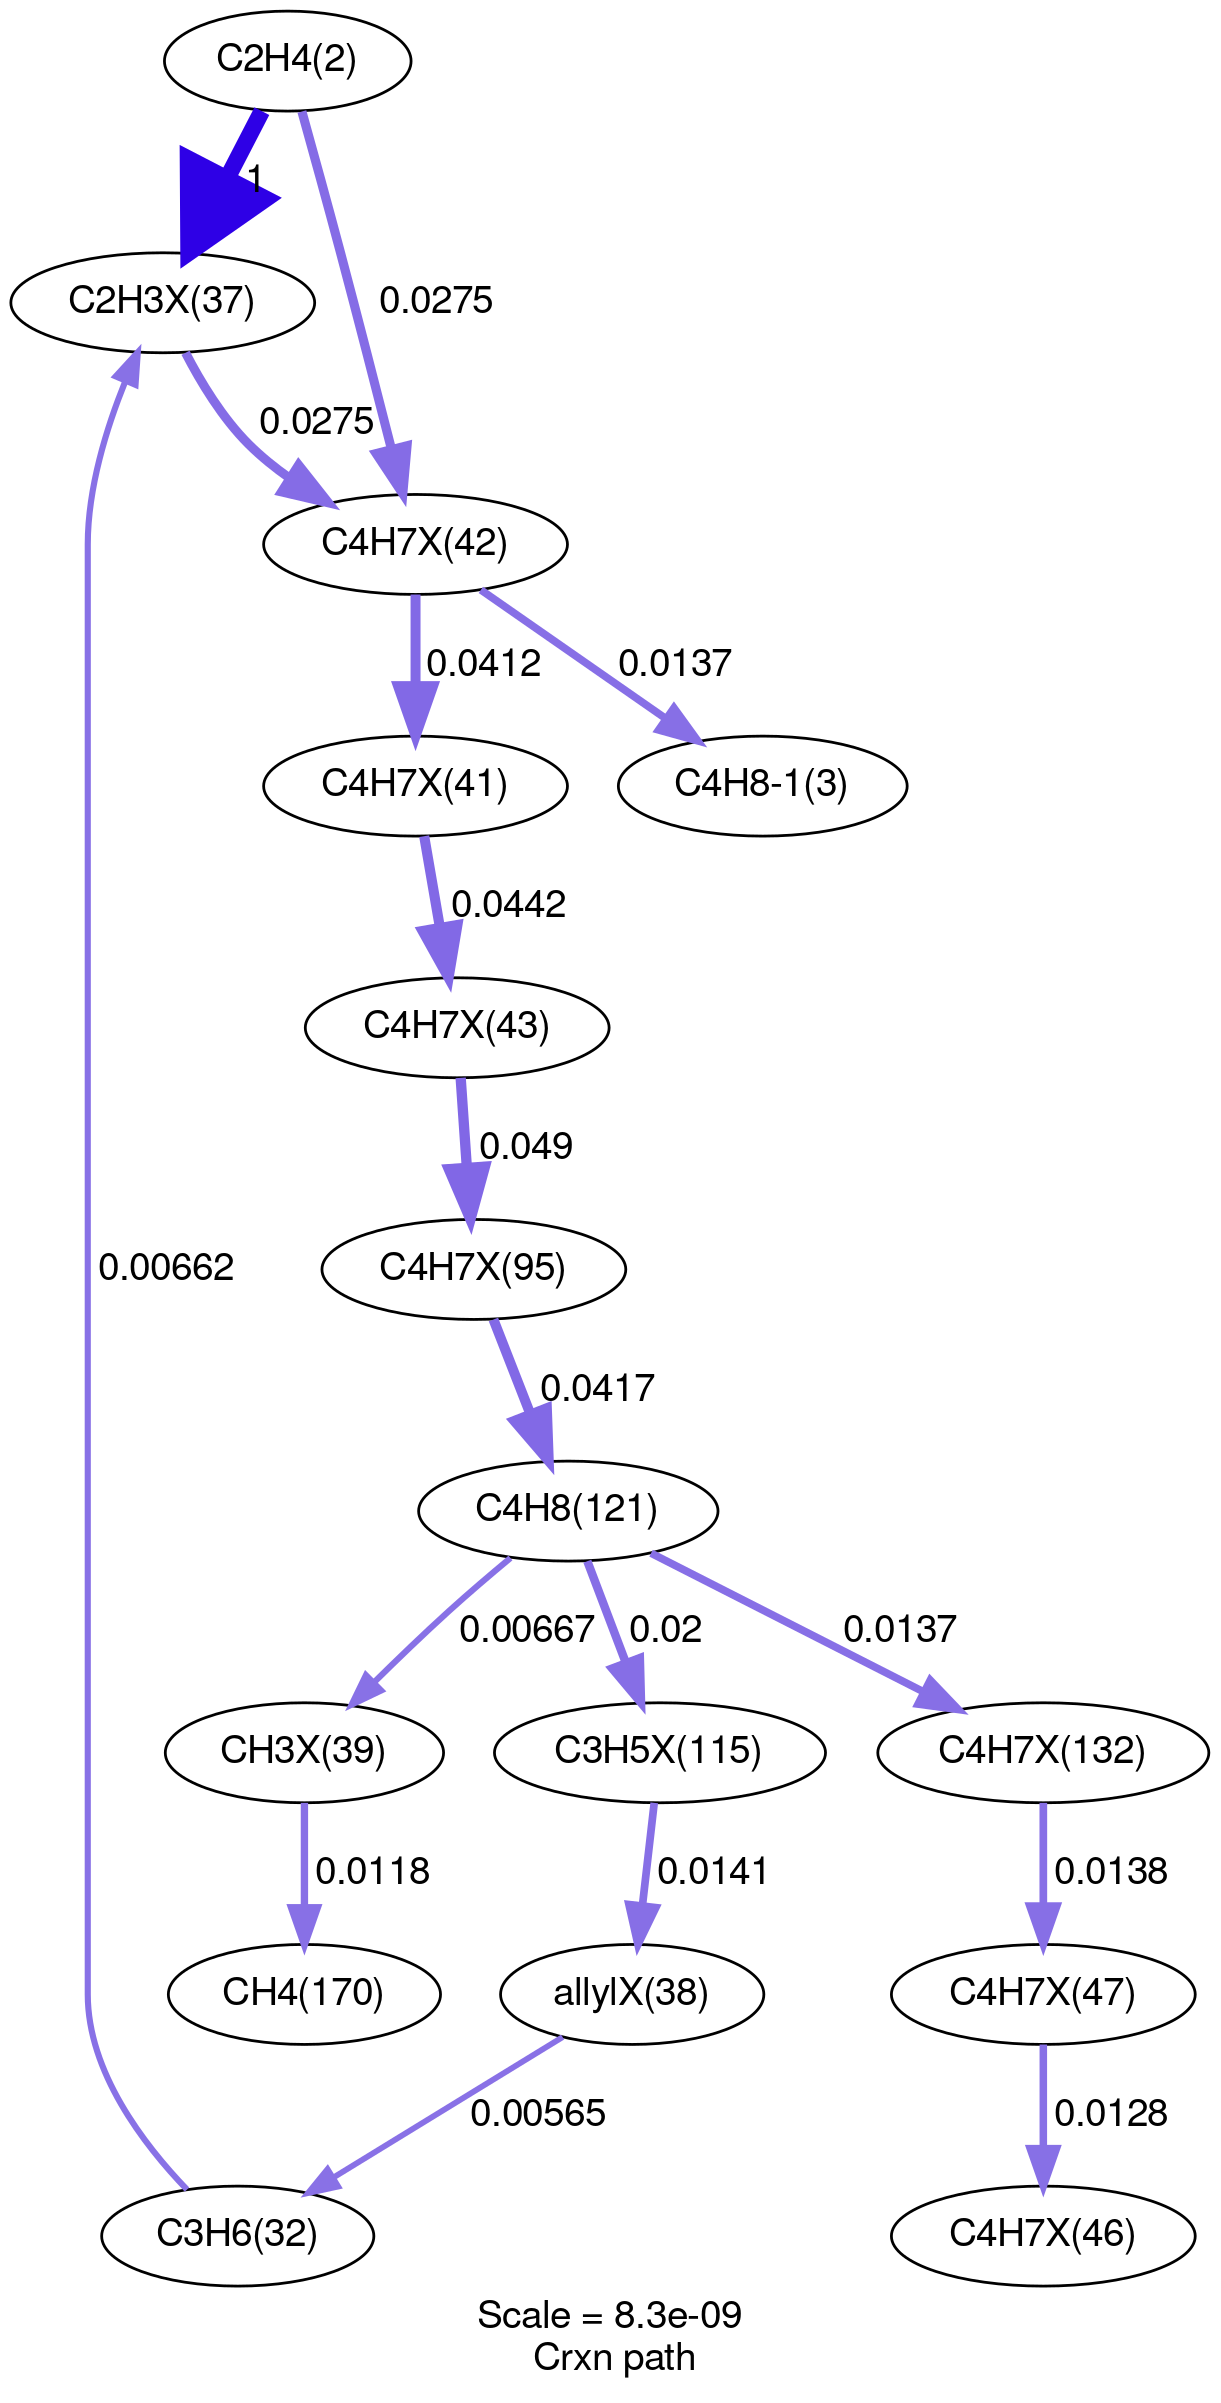 C2H4(2)
1
C2H3X(37)
0.0275
0.0275
C4H7X(42)
0.0412
0.0137
C4H7X(41)
C4H8-1(3)
0.0442
C4H7X(43)
0.049
C4H7X(95)
0.00662
0.0417
C4H8(121)
0.00667
0.02
0.0137
CH3X(39)
C3H5X(115)
C4H7X(132)
0.0118
0.0141
0.0138
CH4(170)
allylX(38)
C4H7X(47)
0.00565
0.0128
C3H6(32)
C4H7X(46)
Scale = 8.3e-09
Crxn path